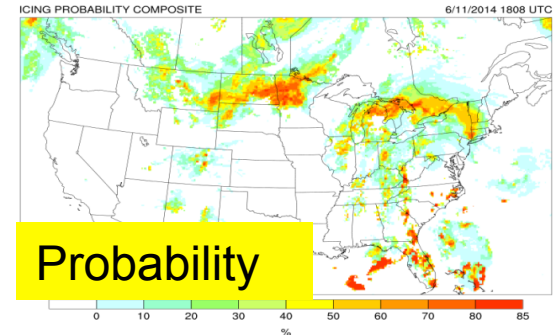 ICING PROBABILITY COMPOSITE 6/11/2014 1808 UTC
Probability
0 10 20 30 40 50 60 70 80 85
%